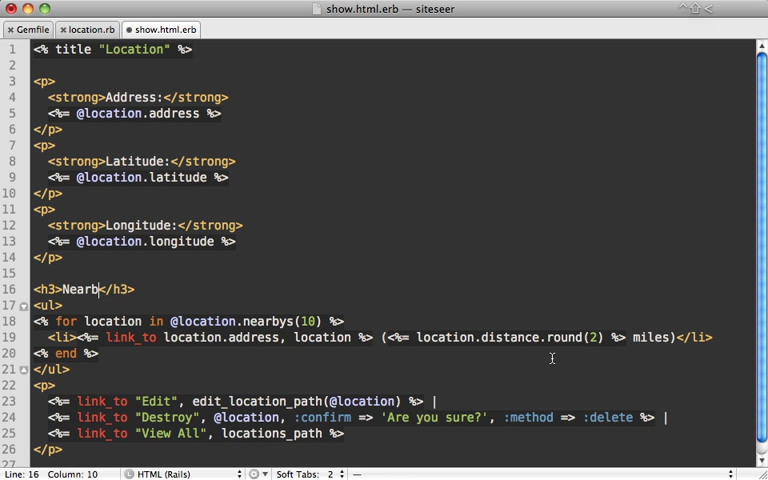 show.html.erb — siteseer
Gemfile location.rb show.html.erb
1 <% title "Location" %>
2
3 <p>
4 <strong>Address:</strong>
5 <%= @location.address %>
6 </p>
7 <p>
8 <strong>Latitude:</strong>
9 <%= @location.latitude %>
10 </p>
11 <p>
12 <strong>Longitude:</strong>
13 <%= @location.longitude %>
14 </p>
15
16 <h3>Nearb</h3>
17 <ul>
18 <% for location in @location.nearbys(10) %>
19 <li><%= link_to location.address, location %> (<%= location.distance.round(2) %> miles)</li>
20 <% end %>
21 </ul>
22 <p>
23 <%= link_to "Edit", edit_location_path(@location) %> |
24 <%= link_to "Destroy", @location, :confirm => 'Are you sure?', :method => :delete %> |
25 <%= link_to "View All", locations_path %>
26 </p>
27
Line: 16 Column: 10 L HTML (Rails) Soft Tabs: 2 —